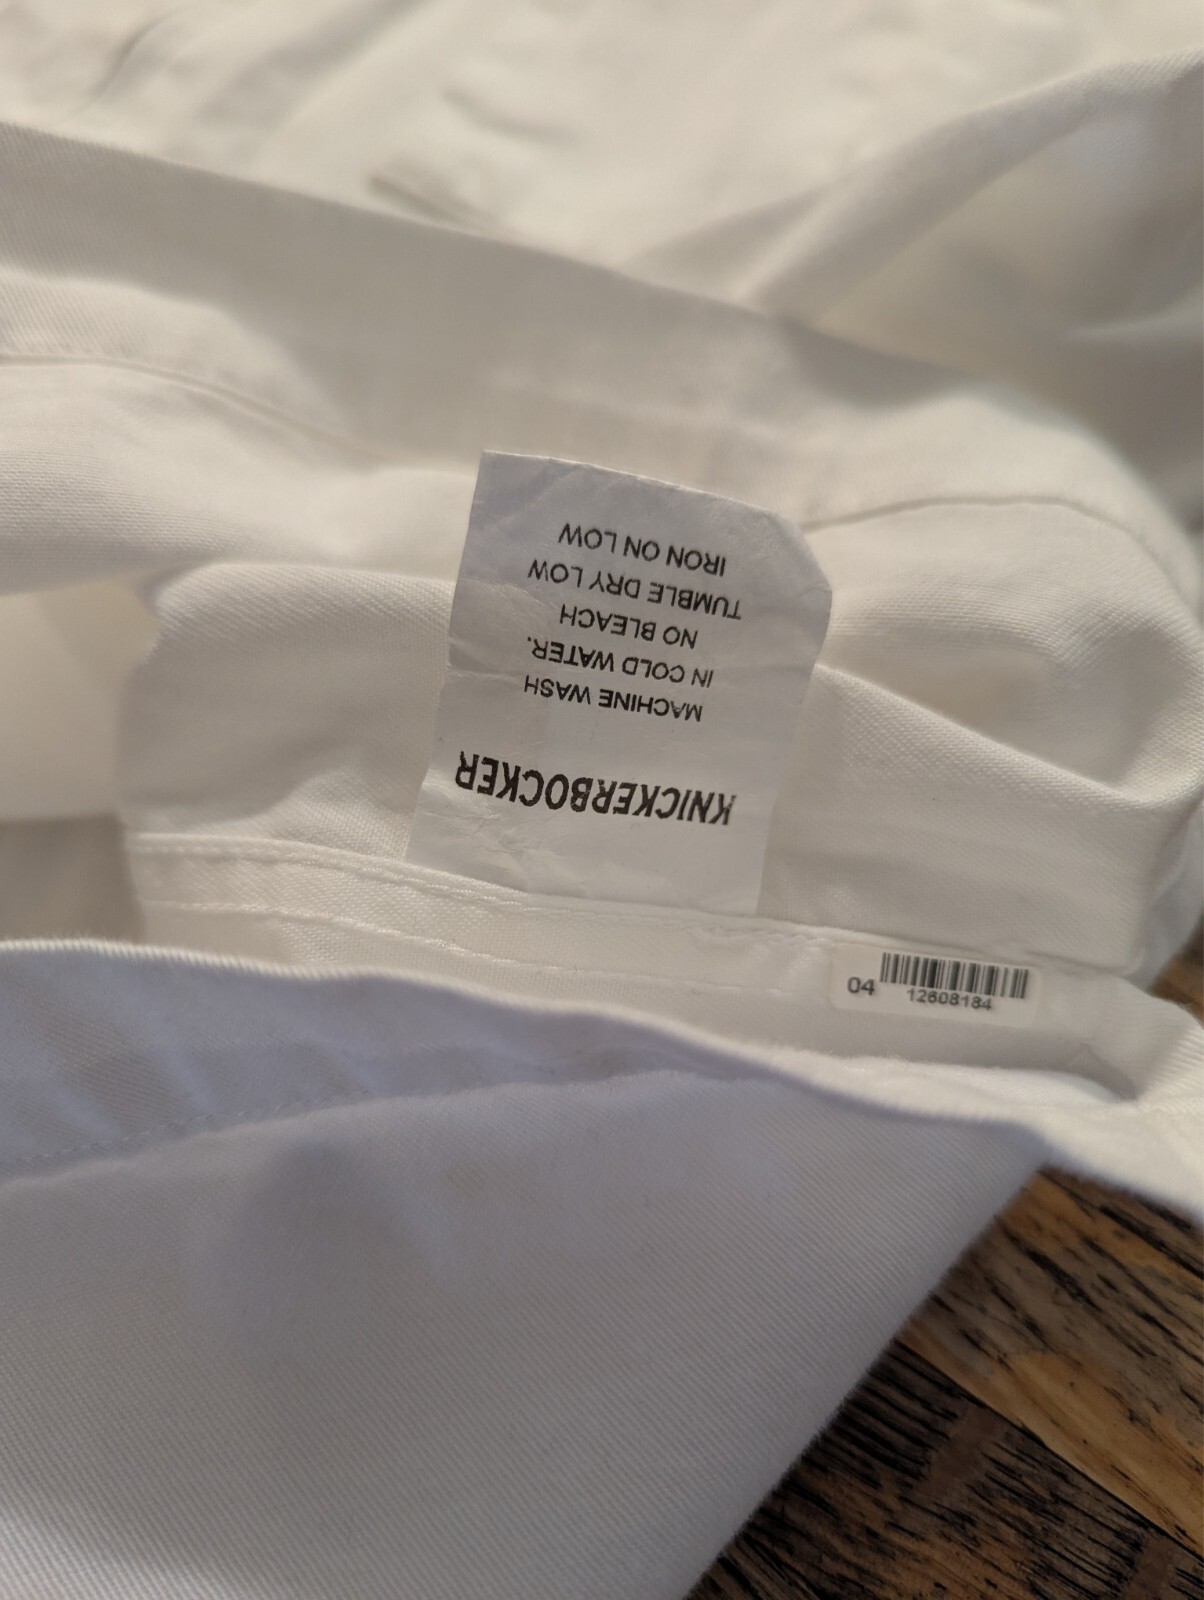 KNICKERBOCKER
MACHINE WASH
IN COLD WATER.
NO BLEACH
TUMBLE DRY LOW
IRON ON LOW
04
12608184